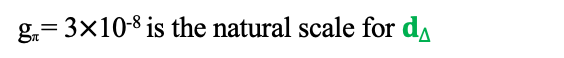 gπ= 3×10-8 is the natural scale for dΔ